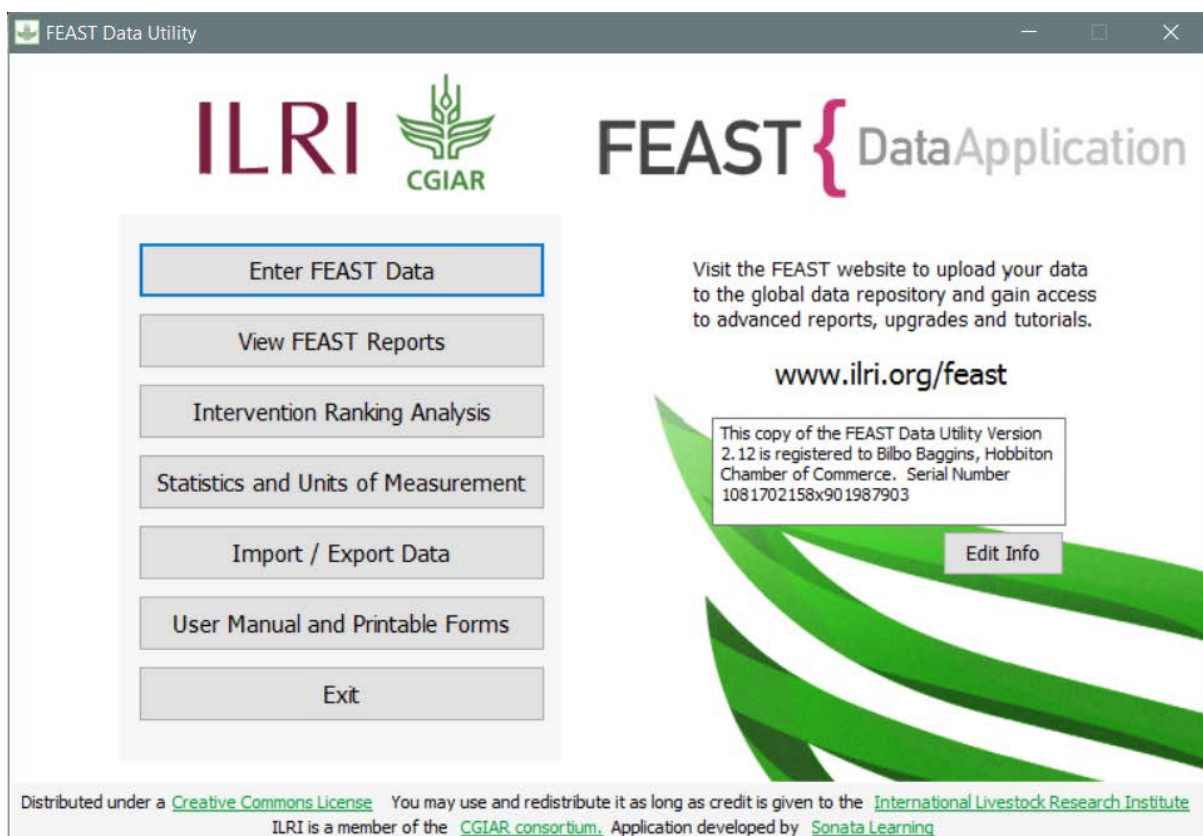 FEAST Data Utility
ILRI
CGIAR
FEAST { DataApplication
Enter FEAST Data
View FEAST Reports
Intervention Ranking Analysis
Statistics and Units of Measurement
Import / Export Data
User Manual and Printable Forms
Exit
Visit the FEAST website to upload your data
to the global data repository and gain access
to advanced reports, upgrades and tutorials.
www.ilri.org/feast
This copy of the FEAST Data Utility Version
2.12 is registered to Bilbo Baggins, Hobbiton
Chamber of Commerce. Serial Number
1081702158x901987903
Edit Info
Distributed under a Creative Commons License You may use and redistribute it as long as credit is given to the International Livestock Research Institute
ILRI is a member of the CGIAR consortium. Application developed by Sonata Learning